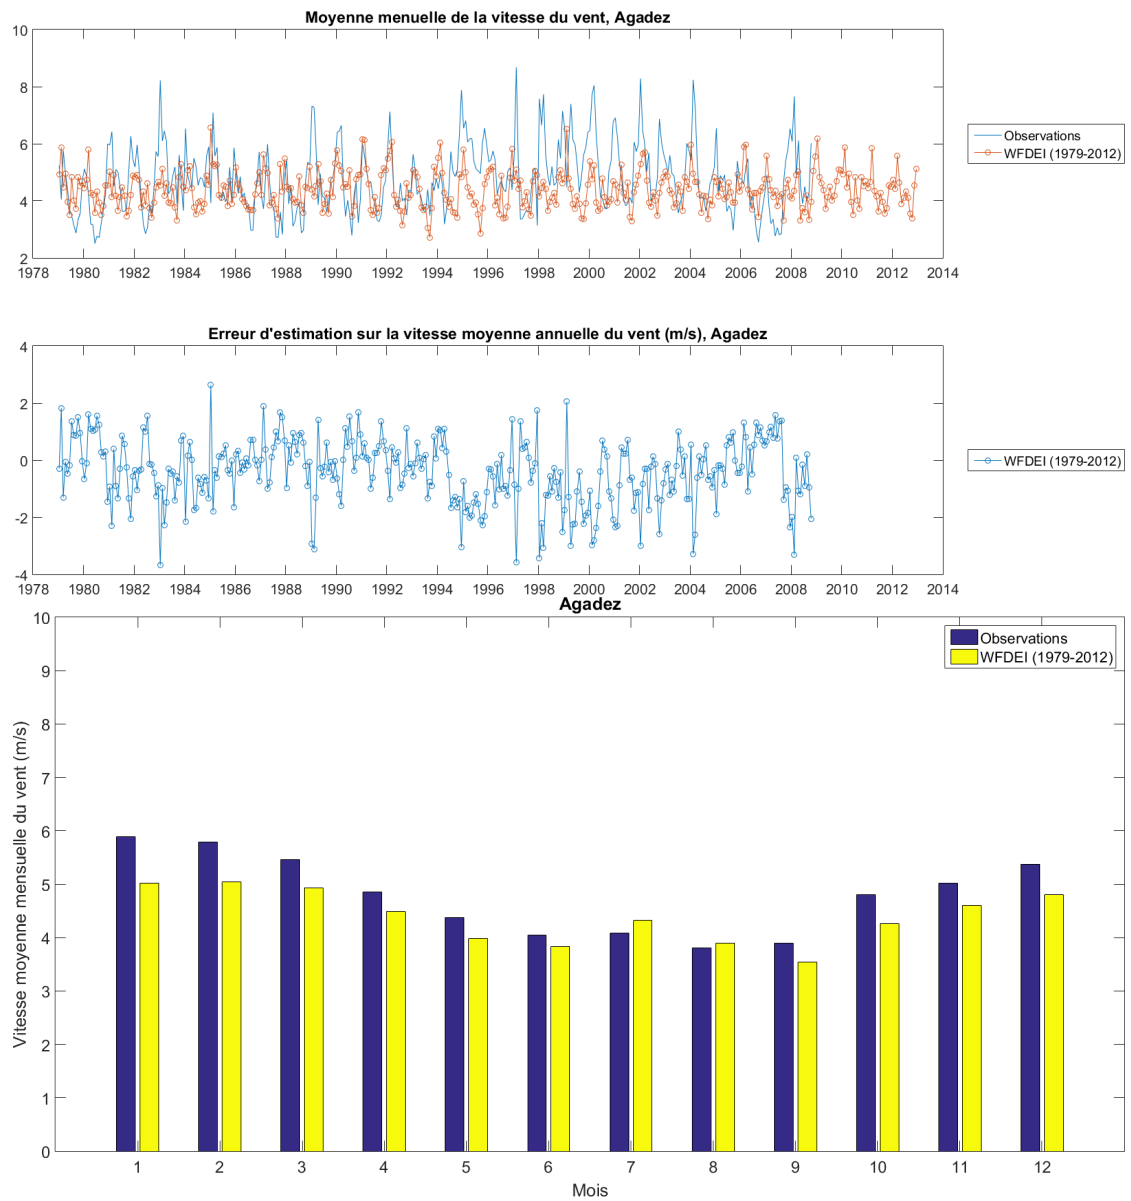 Moyenne menuelle de la vitesse du vent, Agadez
10
8
6
4
2
1978 1980 1982 1984 1986 1988 1990 1992 1994 1996 1998 2000 2002 2004 2006 2008 2010 2012 2014
Observations
WFDEI (1979-2012)
Erreur d'estimation sur la vitesse moyenne annuelle du vent (m/s), Agadez
4
2
0
-2
-4
1978 1980 1982 1984 1986 1988 1990 1992 1994 1996 1998 2000 2002 2004 2006 2008 2010 2012 2014
WFDEI (1979-2012)
Agadez
10
9
8
7
6
5
4
3
2
1
0
Vitesse moyenne mensuelle du vent (m/s)
Observations
WFDEI (1979-2012)
1 2 3 4 5 6 7 8 9 10 11 12
Mois